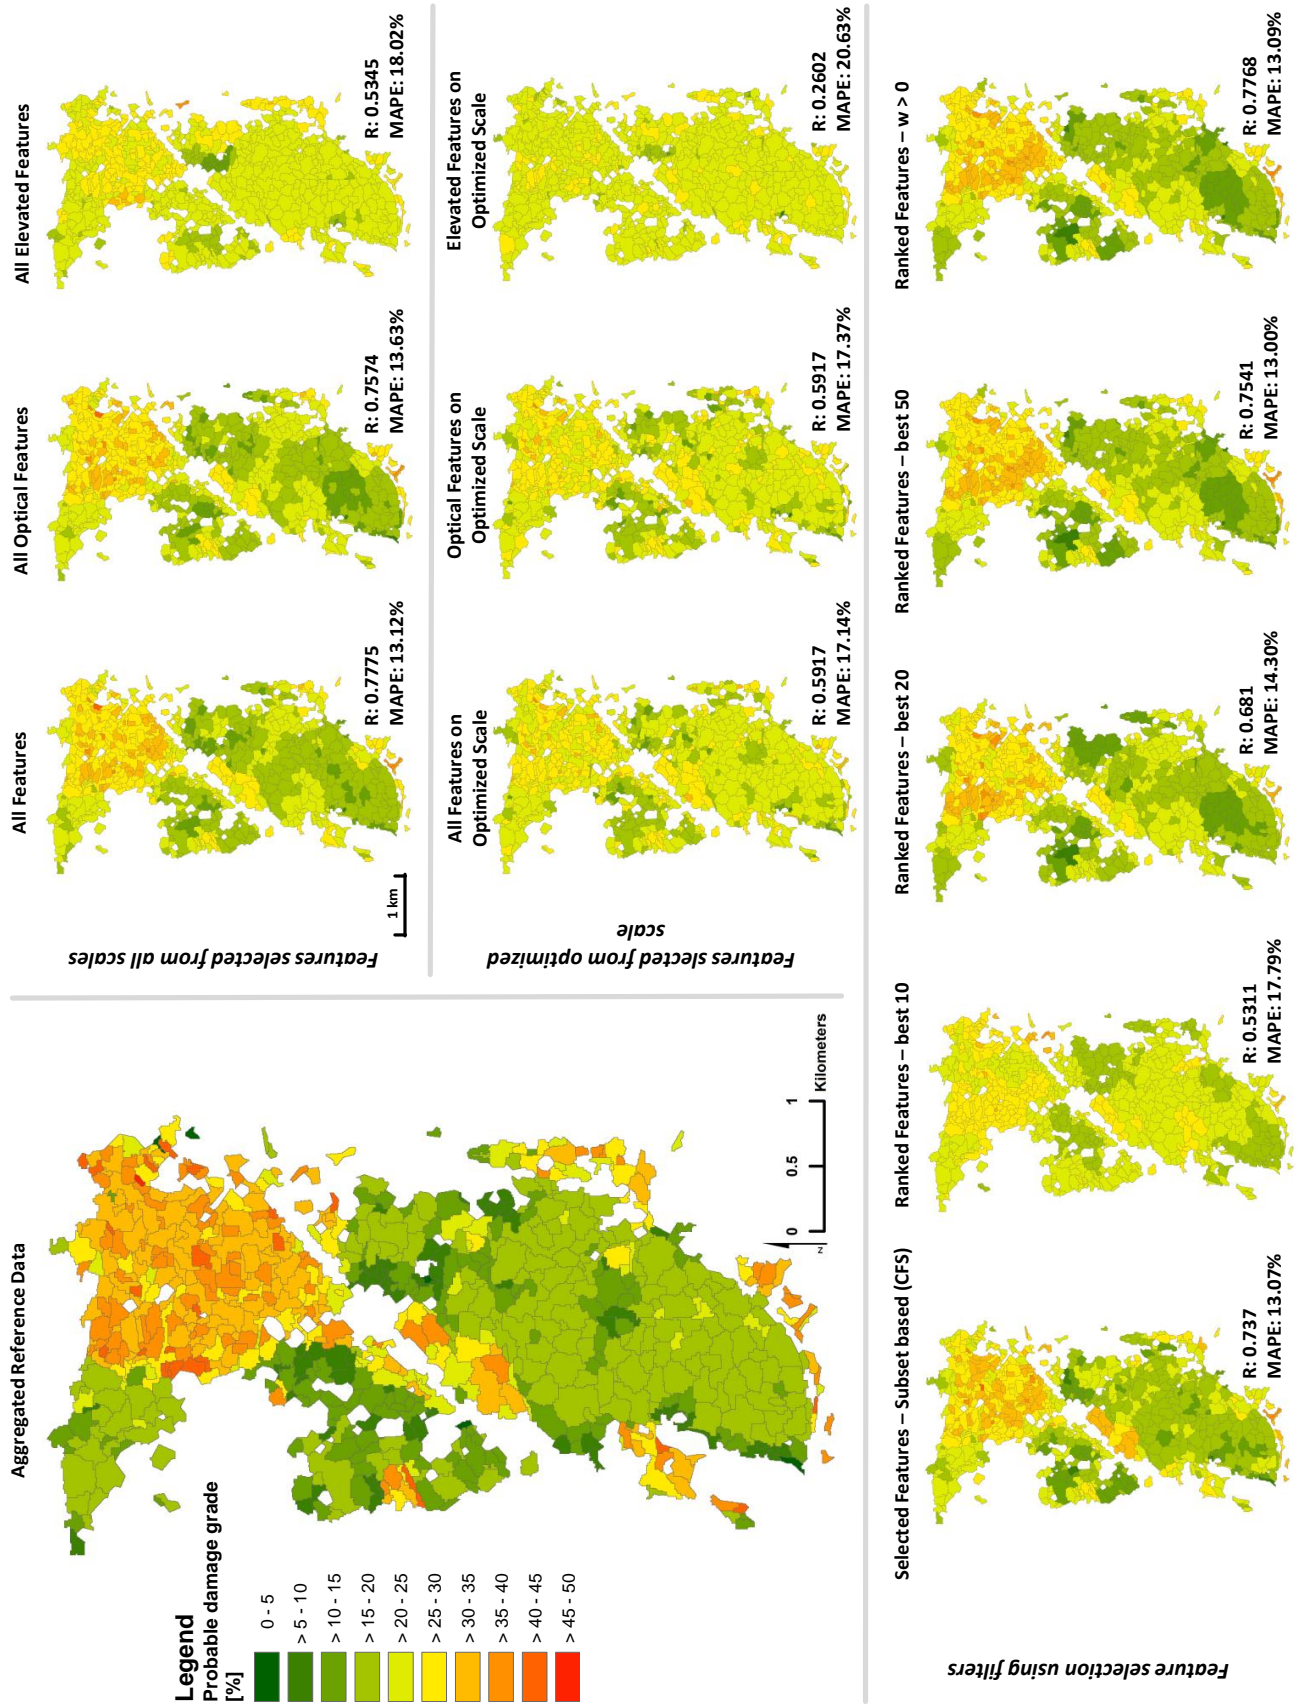 Aggregated Reference Data
Legend
Probable damage grade
[%]
0 - 5
> 5 - 10
> 10 - 15
> 15 - 20
> 20 - 25
> 25 - 30
> 30 - 35
> 35 - 40
> 40 - 45
> 45 - 50
N
0 0.5 1
Kilometers
Features selected from all scales
1 km
All Features
R: 0.7775
MAPE: 13.12%
All Optical Features
R: 0.7574
MAPE: 13.63%
All Elevated Features
R: 0.5345
MAPE: 18.02%
Features slected from optimized
scale
All Features on
Optimized Scale
R: 0.5917
MAPE: 17.14%
Optical Features on
Optimized Scale
R: 0.5917
MAPE: 17.37%
Elevated Features on
Optimized Scale
R: 0.2602
MAPE: 20.63%
Feature selection using filters
Selected Features – Subset based (CFS)
R: 0.737
MAPE: 13.07%
Ranked Features – best 10
R: 0.5311
MAPE: 17.79%
Ranked Features – best 20
R: 0.681
MAPE: 14.30%
Ranked Features – best 50
R: 0.7541
MAPE: 13.00%
Ranked Features – w > 0
R: 0.7768
MAPE: 13.09%